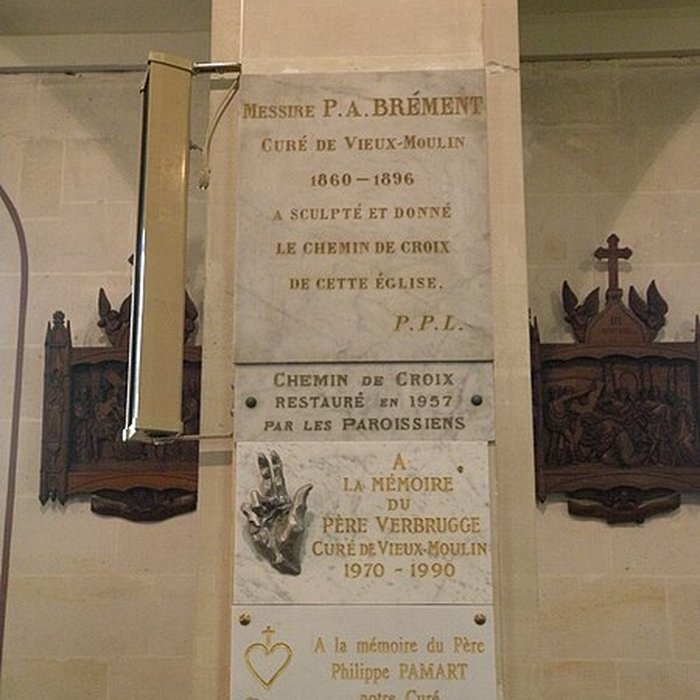 Messire P.A. BRÉMENT
Curé de Vieux-Moulin
1860 – 1896
A SCULPTÉ ET DONNÉ
LE CHEMIN DE CROIX
DE CETTE ÉGLISE.
P.P.L.
Chemin de Croix
restauré en 1957
par les Paroissiens
A
la mémoire
du
Père Verbrugge
Curé de Vieux-Moulin
1970 - 1990
A la mémoire du Père
Philippe PAMART
notre Curé